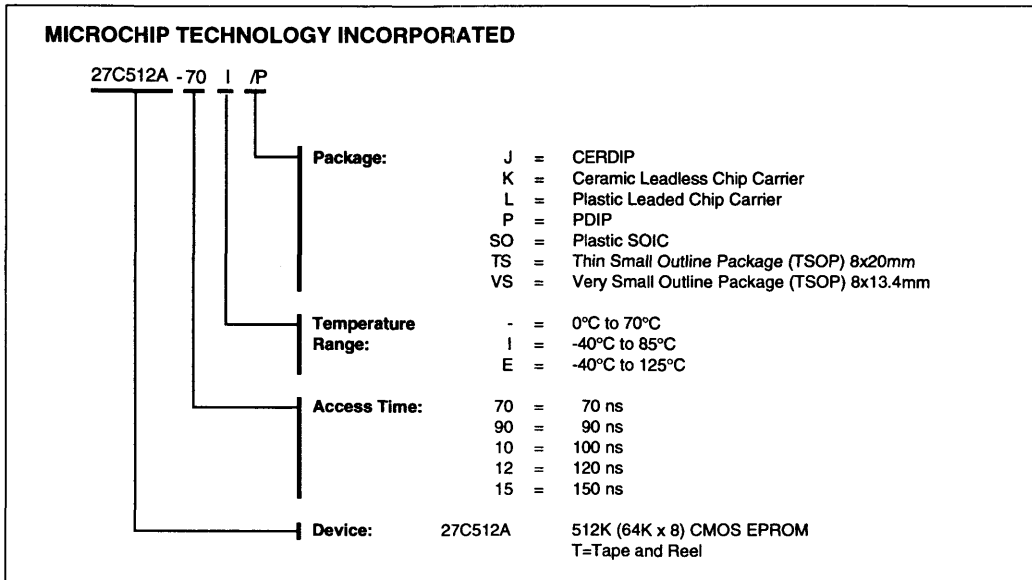 MICROCHIP TECHNOLOGY INCORPORATED
27C512A - 70 I /P
Package: J = CERDIP
K = Ceramic Leadless Chip Carrier
L = Plastic Leaded Chip Carrier
P = PDIP
SO = Plastic SOIC
TS = Thin Small Outline Package (TSOP) 8x20mm
VS = Very Small Outline Package (TSOP) 8x13.4mm
Temperature - = 0°C to 70°C
Range: I = -40°C to 85°C
E = -40°C to 125°C
Access Time: 70 = 70 ns
90 = 90 ns
10 = 100 ns
12 = 120 ns
15 = 150 ns
Device: 27C512A 512K (64K x 8) CMOS EPROM
T=Tape and Reel